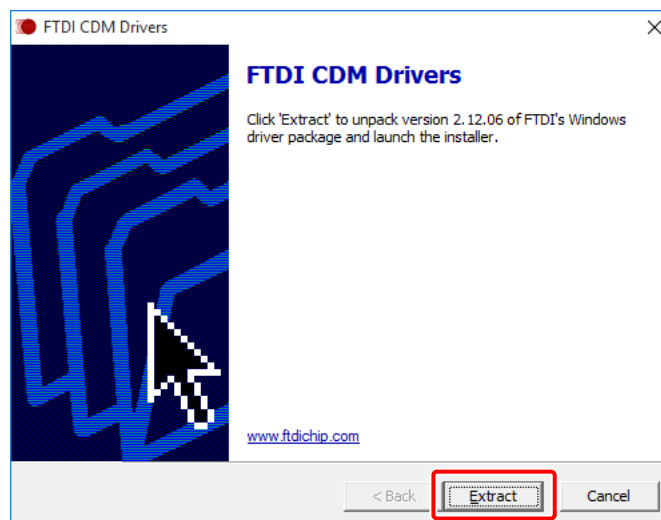 FTDI CDM Drivers
FTDI CDM Drivers
Click 'Extract' to unpack version 2.12.06 of FTDI's Windows
driver package and launch the installer.
www.ftdichip.com
< Back Extract Cancel